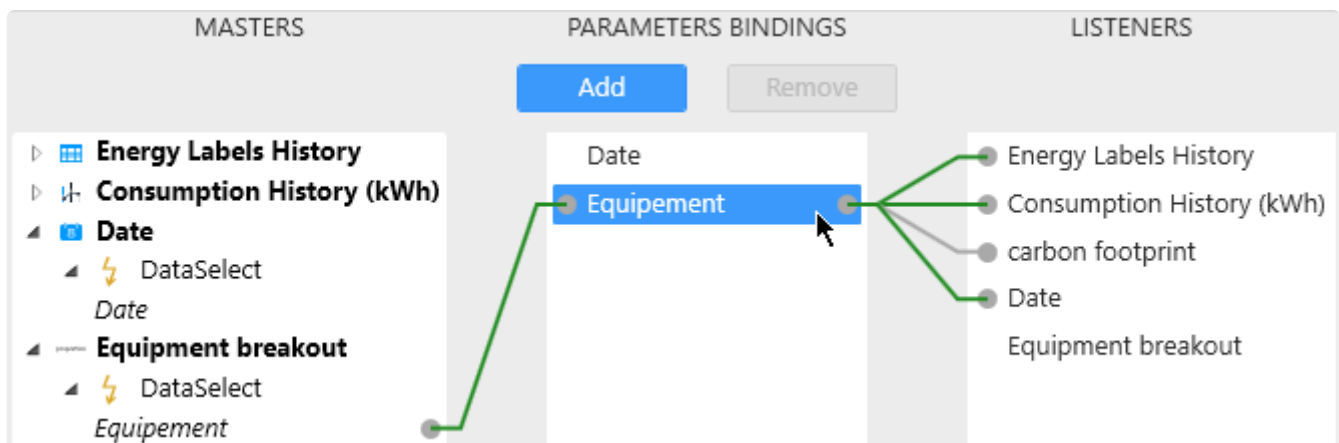 MASTERS
PARAMETERS BINDINGS
LISTENERS
Add
Remove
Energy Labels History
Consumption History (kWh)
Date
DataSelect
Date
Equipment breakout
DataSelect
Equipement
Date
Equipement
Energy Labels History
Consumption History (kWh)
carbon footprint
Date
Equipment breakout